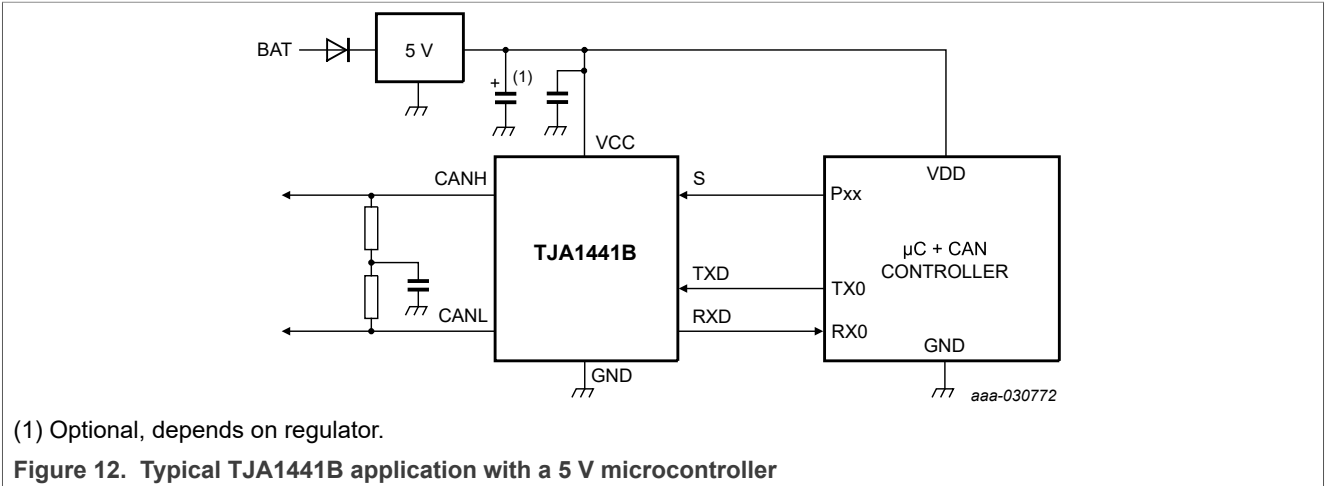 BAT
5 V
+
(1)
VCC
CANH
S
Pxx
VDD
TJA1441B
µC + CAN
CONTROLLER
TXD
TX0
CANL
RXD
RX0
GND
GND
aaa-030772
(1) Optional, depends on regulator.
Figure 12. Typical TJA1441B application with a 5 V microcontroller